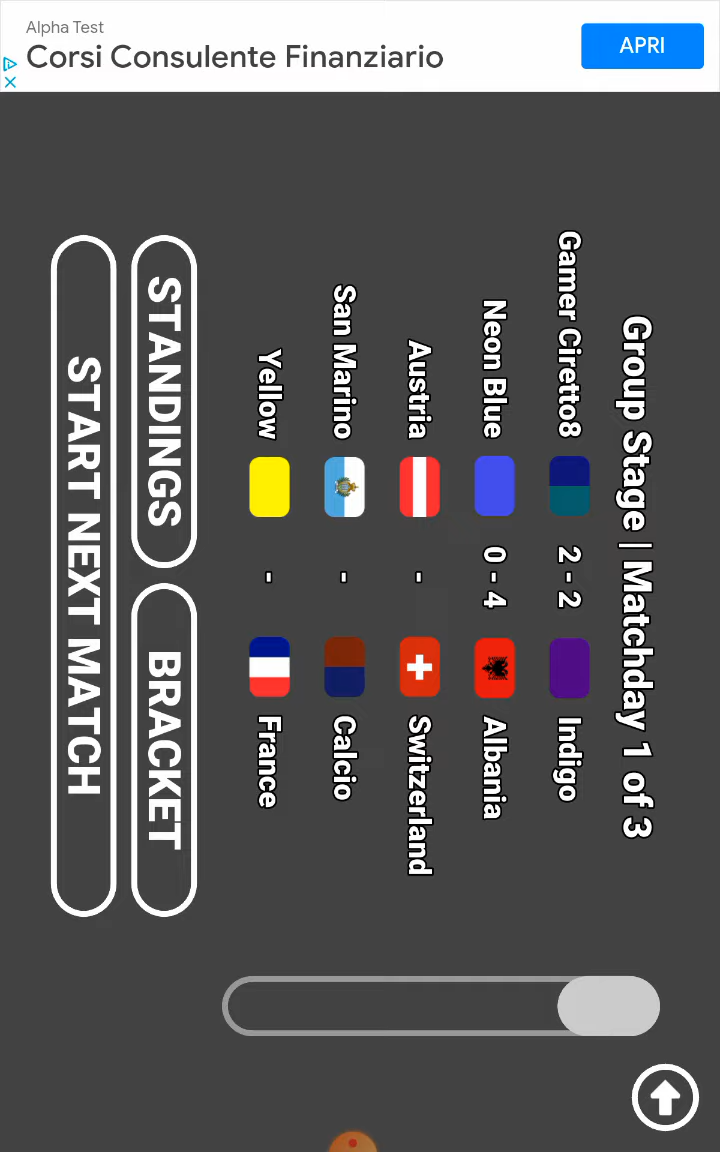 Alpha Test
Corsi Consulente Finanziario
APRI
Group Stage | Matchday 1 of 3
Gamer Ciretto8 2 - 2 Indigo
Neon Blue 0 - 4 Albania
Austria - Switzerland
San Marino - Calcio
Yellow - France
STANDINGS BRACKET
START NEXT MATCH